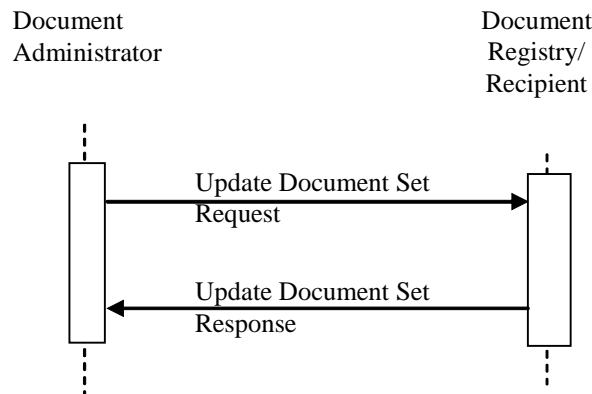 Document
Administrator
Document
Registry/
Recipient
Update Document Set
Request
Update Document Set
Response